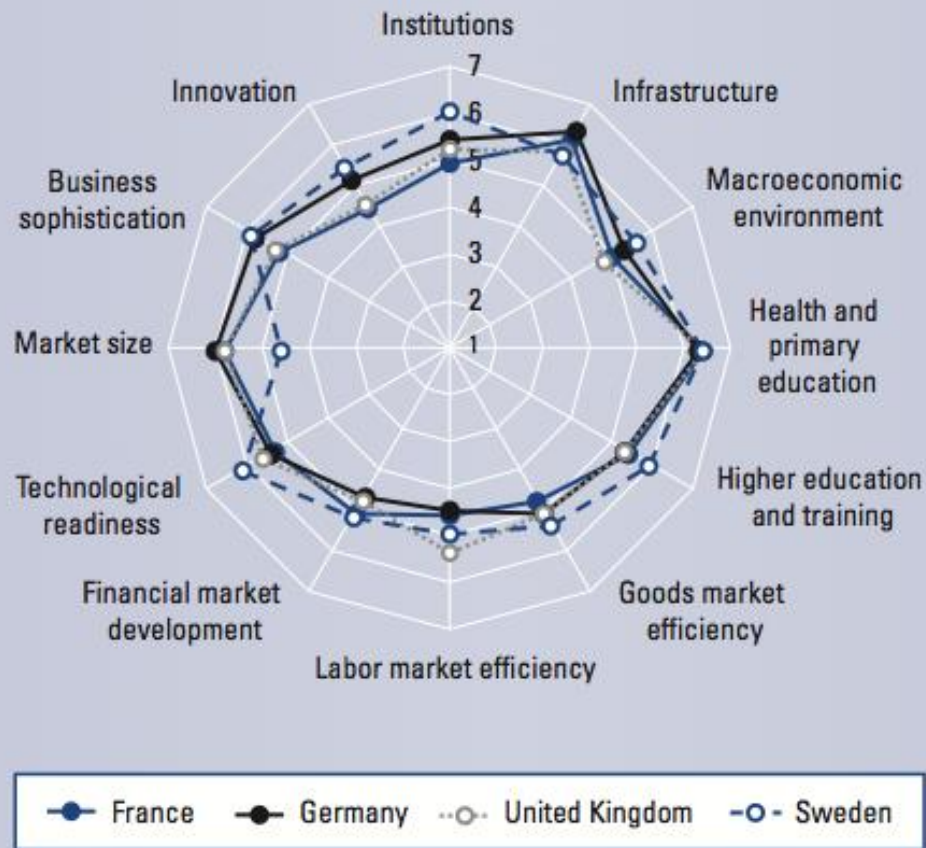 Institutions
7
6
5
4
3
2
1
Infrastructure
Macroeconomic
environment
Health and
primary
education
Higher education
and training
Goods market
efficiency
Labor market efficiency
Financial market
development
Technological
readiness
Market size
Business
sophistication
Innovation
France Germany United Kingdom Sweden